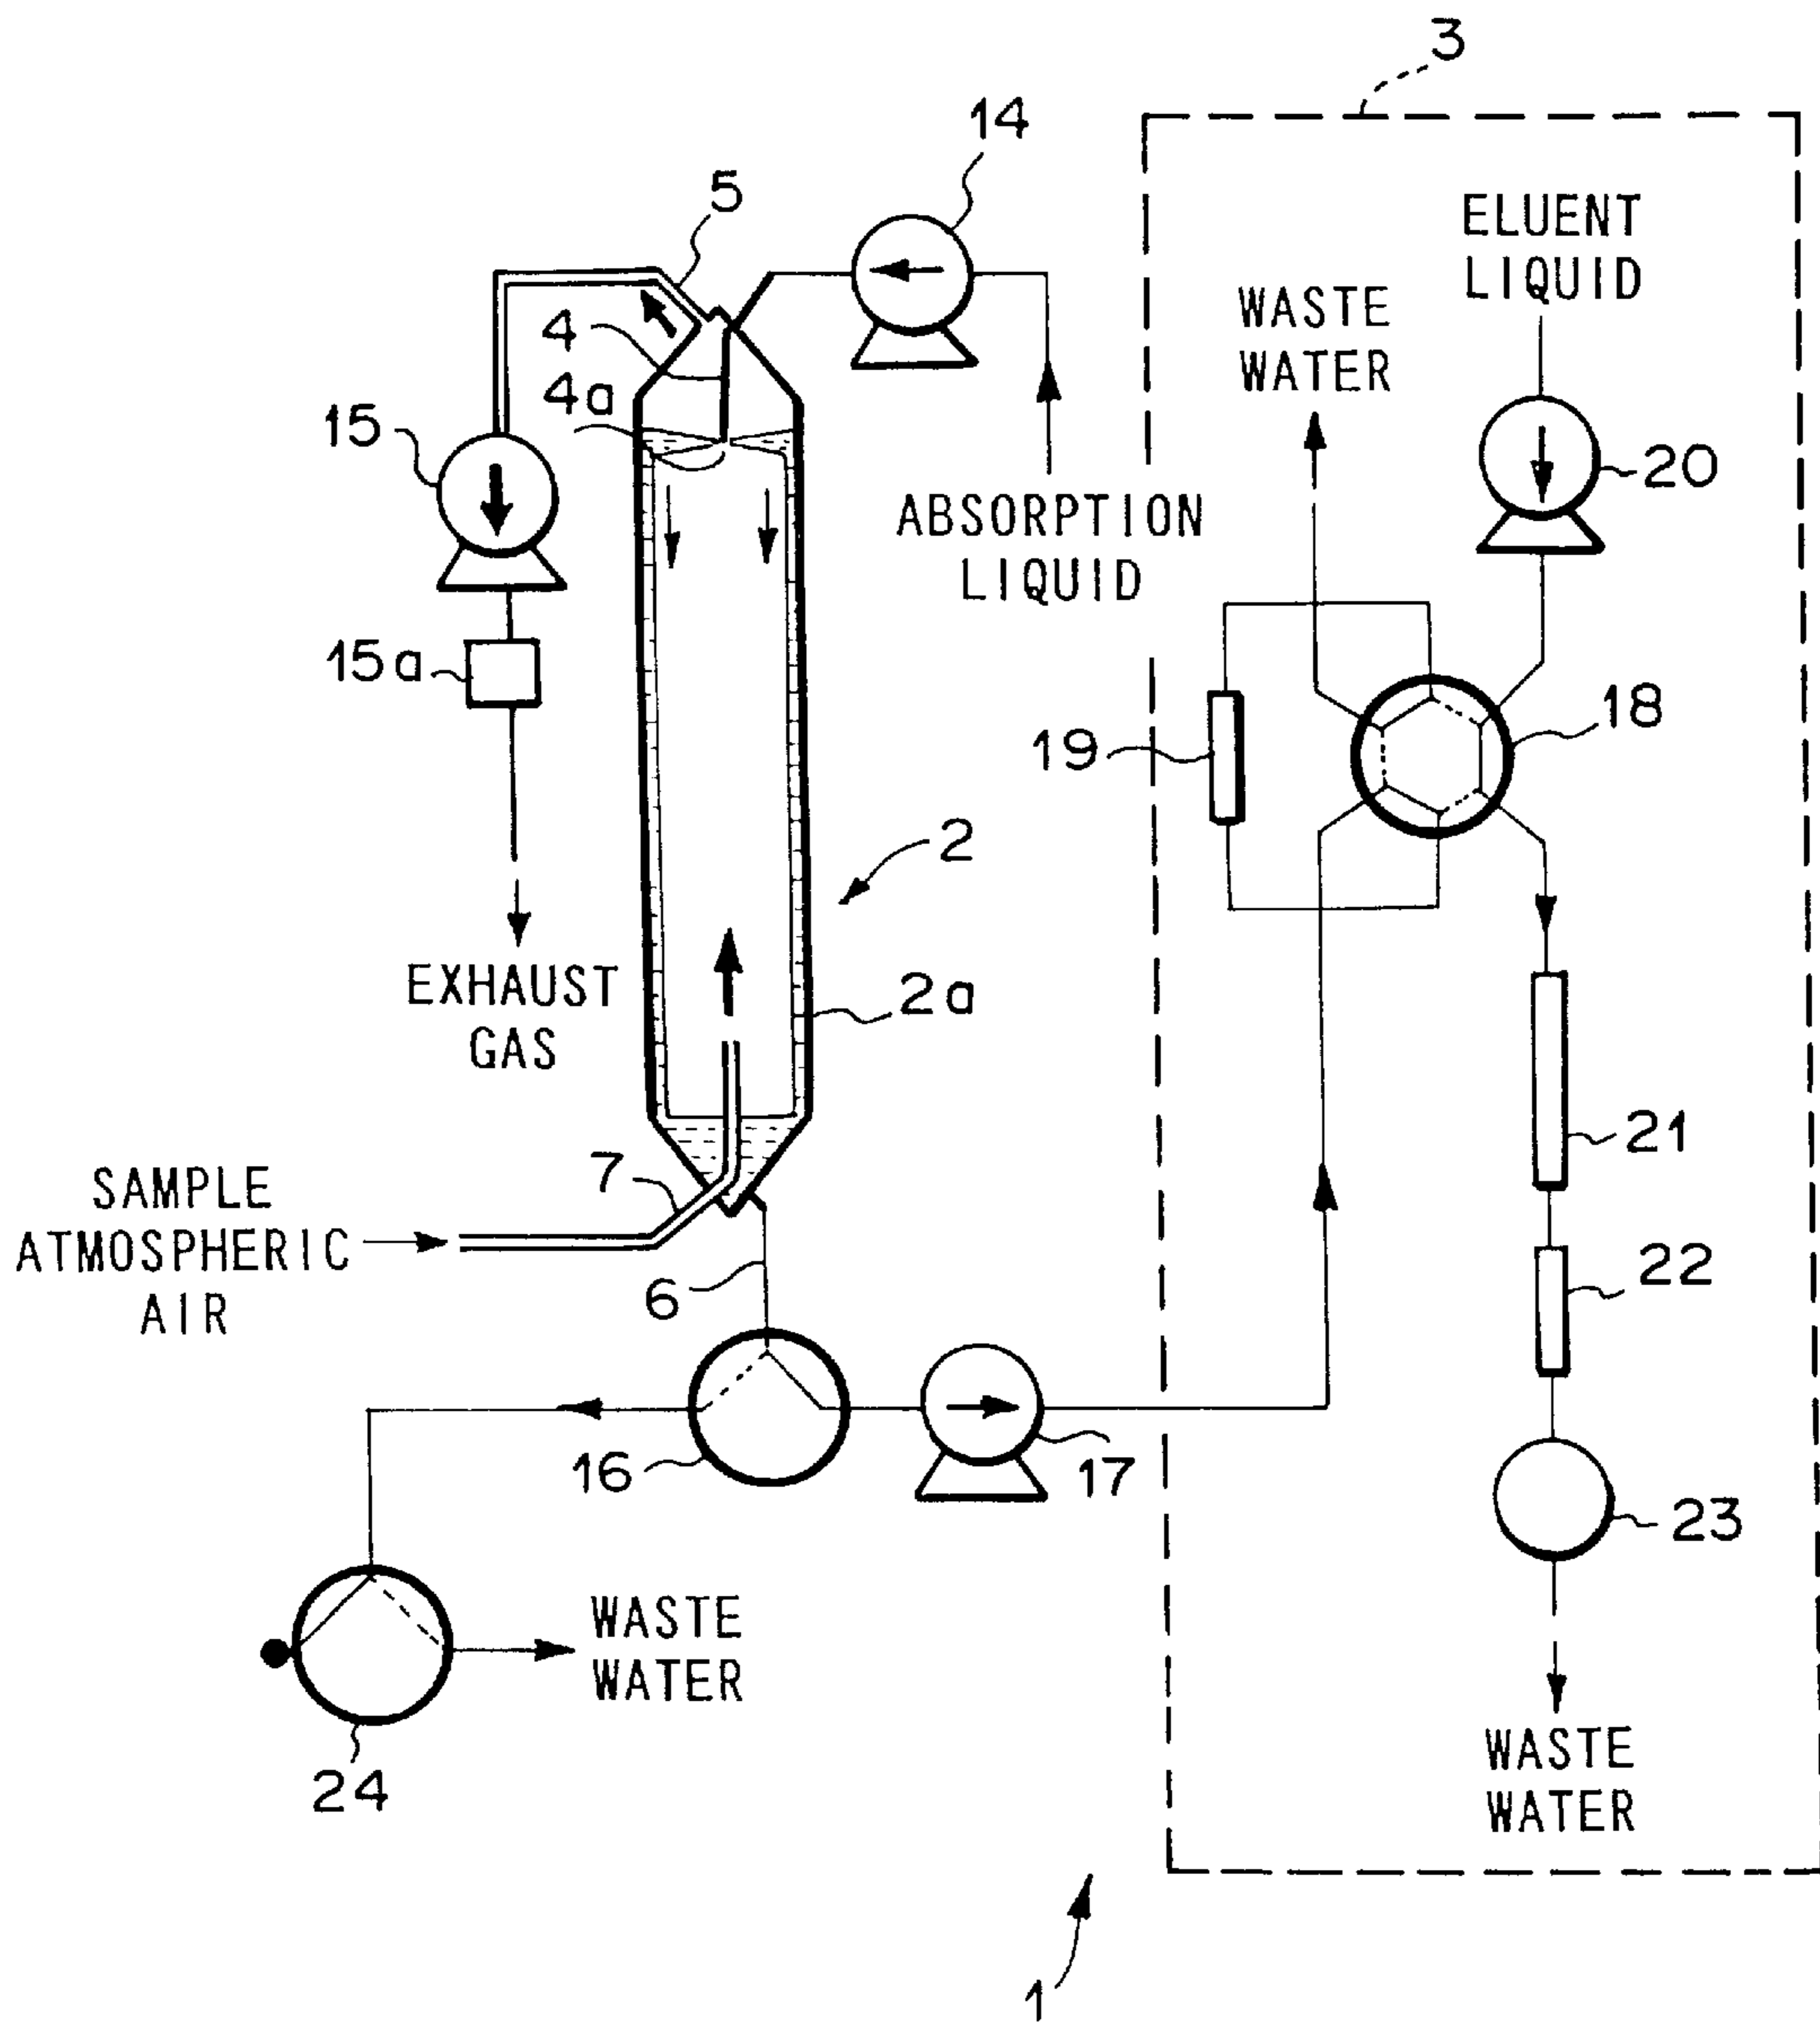 3
14
5
ELUENT
LIQUID
WASTE
WATER
4
4a
15
20
ABSORPTION
LIQUID
15a
18
19
2
EXHAUST
GAS
2a
21
7
SAMPLE
ATMOSPHERIC
AIR
22
6
16
17
23
WASTE
WATER
24
WASTE
WATER
1